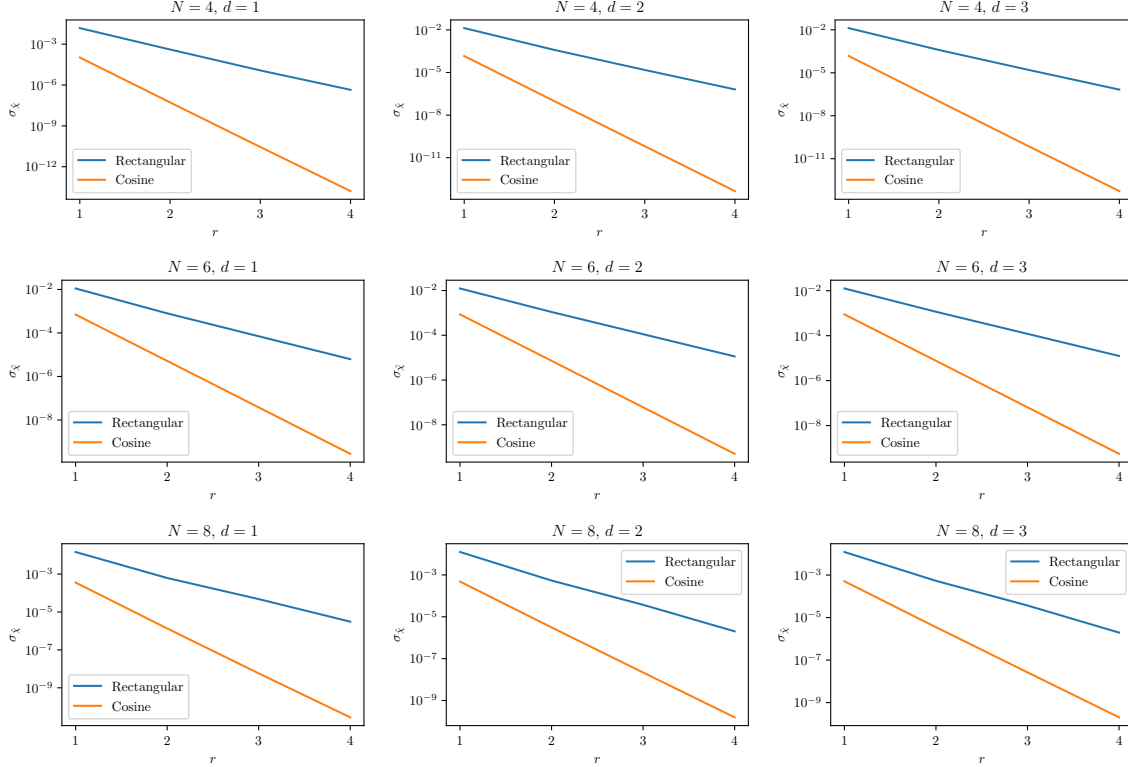 N = 4, d = 1
10⁻³
10⁻⁶
10⁻⁹
10⁻¹²
σ_χ̂
Rectangular
Cosine
1 2 3 4
r
N = 4, d = 2
10⁻²
10⁻⁵
10⁻⁸
10⁻¹¹
σ_χ̂
Rectangular
Cosine
1 2 3 4
r
N = 4, d = 3
10⁻²
10⁻⁵
10⁻⁸
10⁻¹¹
σ_χ̂
Rectangular
Cosine
1 2 3 4
r
N = 6, d = 1
10⁻²
10⁻⁴
10⁻⁶
10⁻⁸
σ_χ̂
Rectangular
Cosine
1 2 3 4
r
N = 6, d = 2
10⁻²
10⁻⁴
10⁻⁶
10⁻⁸
σ_χ̂
Rectangular
Cosine
1 2 3 4
r
N = 6, d = 3
10⁻²
10⁻⁴
10⁻⁶
10⁻⁸
σ_χ̂
Rectangular
Cosine
1 2 3 4
r
N = 8, d = 1
10⁻³
10⁻⁵
10⁻⁷
10⁻⁹
σ_χ̂
Rectangular
Cosine
1 2 3 4
r
N = 8, d = 2
10⁻³
10⁻⁵
10⁻⁷
10⁻⁹
σ_χ̂
Rectangular
Cosine
1 2 3 4
r
N = 8, d = 3
10⁻³
10⁻⁵
10⁻⁷
10⁻⁹
σ_χ̂
Rectangular
Cosine
1 2 3 4
r